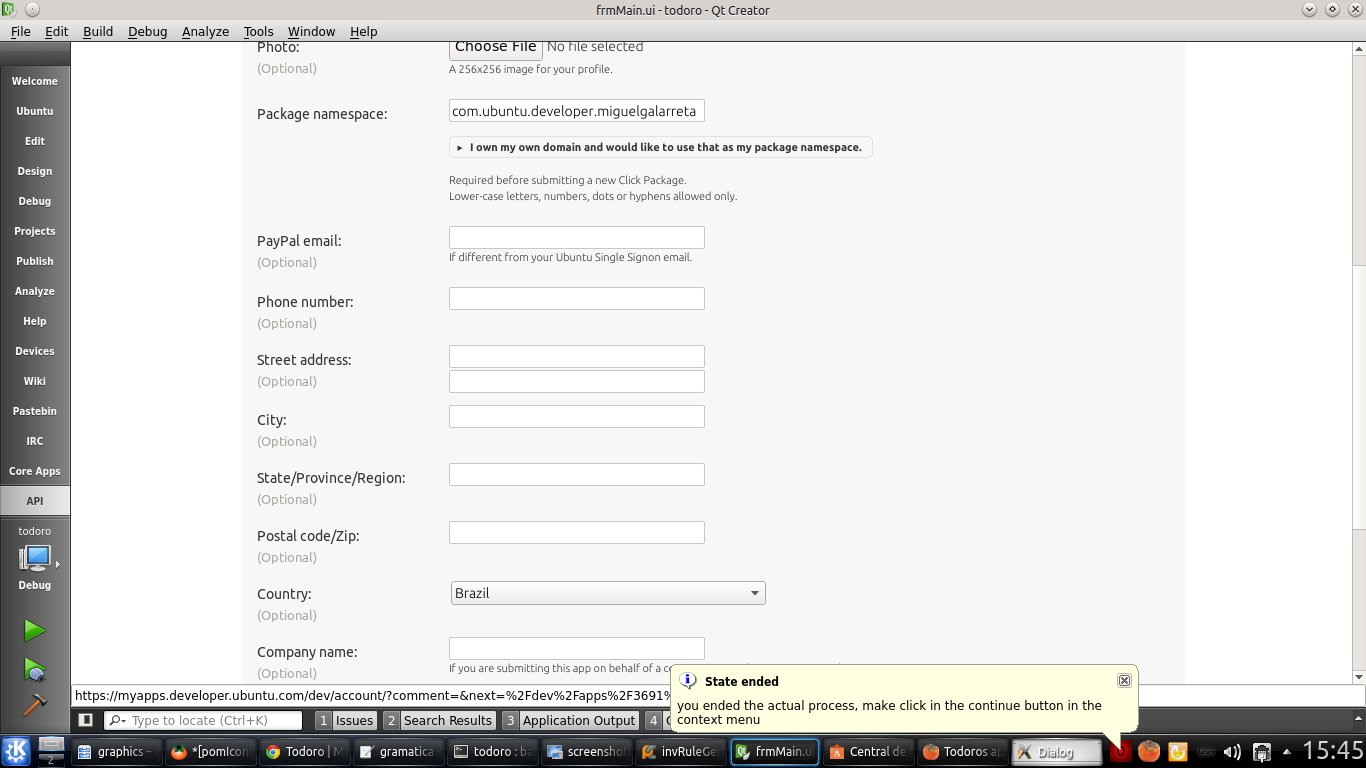 frmMain.ui - todoro - Qt Creator
File Edit Build Debug Analyze Tools Window Help
Welcome
Ubuntu
Edit
Design
Debug
Projects
Publish
Analyze
Help
Devices
Wiki
Pastebin
IRC
Core Apps
API
todoro
Debug
Photo: Choose File No file selected
(Optional) A 256x256 image for your profile.
Package namespace: com.ubuntu.developer.miguelgalarreta
▸ I own my own domain and would like to use that as my package namespace.
Required before submitting a new Click Package.
Lower-case letters, numbers, dots or hyphens allowed only.
PayPal email:
(Optional) If different from your Ubuntu Single Signon email.
Phone number:
(Optional)
Street address:
(Optional)
City:
(Optional)
State/Province/Region:
(Optional)
Postal code/Zip:
(Optional)
Country: Brazil
(Optional)
Company name:
(Optional) If you are submitting this app on behalf of a
State ended
you ended the actual process, make click in the continue button in the
context menu
https://myapps.developer.ubuntu.com/dev/account/?comment=&next=%2Fdev%2Fapps%2F3691%
Type to locate (Ctrl+K) 1 Issues 2 Search Results 3 Application Output 4
2 graphics – *[pomIcon Todoro | M gramatica todoro : ba screenshot invRuleGe frmMain.ui Central de Todoros ap Dialog 15:45